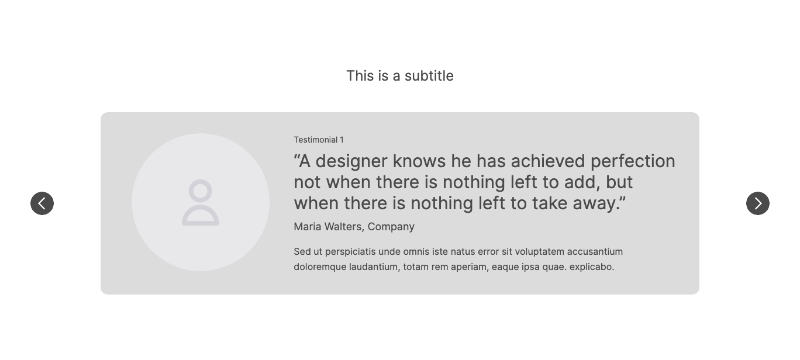 This is a subtitle
Testimonial 1
“A designer knows he has achieved perfection
not when there is nothing left to add, but
when there is nothing left to take away.”
Maria Walters, Company
Sed ut perspiciatis unde omnis iste natus error sit voluptatem accusantium
doloremque laudantium, totam rem aperiam, eaque ipsa quae. explicabo.